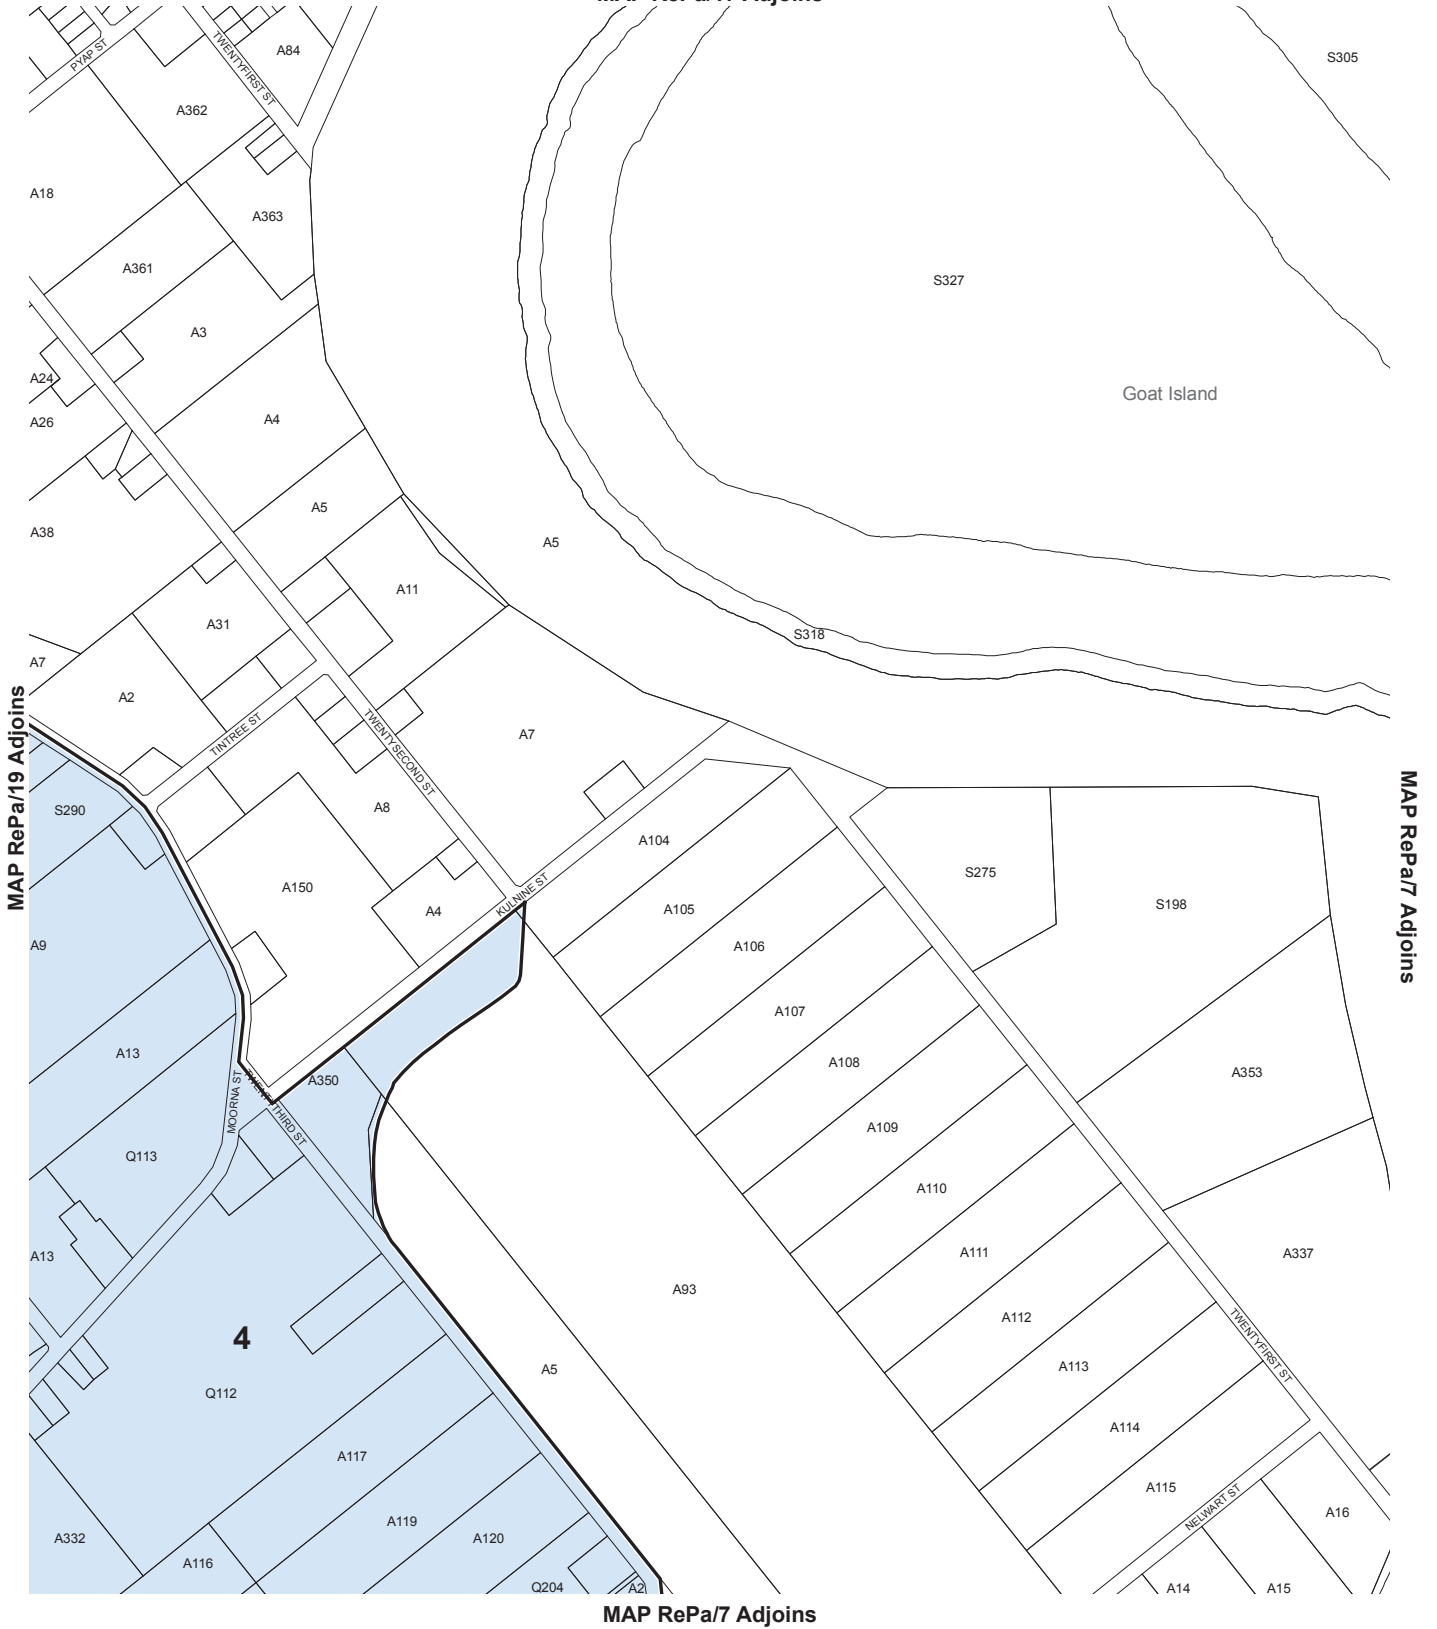 PYAP ST
TWENTYFIRST ST
A84
S305
A362
A18
A363
A361
S327
A3
A24
Goat Island
A26
A4
A5
A38
A5
A11
A31
S318
A7
A2
MAP RePa/19 Adjoins
TINTREE ST
TWENTYSECOND ST
A7
MAP RePa/7 Adjoins
S290
A8
A104
S275
A150
KULNINE ST
A4
A105
S198
A9
A106
A107
A13
A108
A350
A353
MOORNA ST
A109
Q113
A110
A13
A111
A337
A93
A112
4
TWENTYFIRST ST
A5
A113
Q112
A114
A117
A115
NELWART ST
A16
A119
A332
A120
A116
Q204
A2
A14
A15
MAP RePa/7 Adjoins